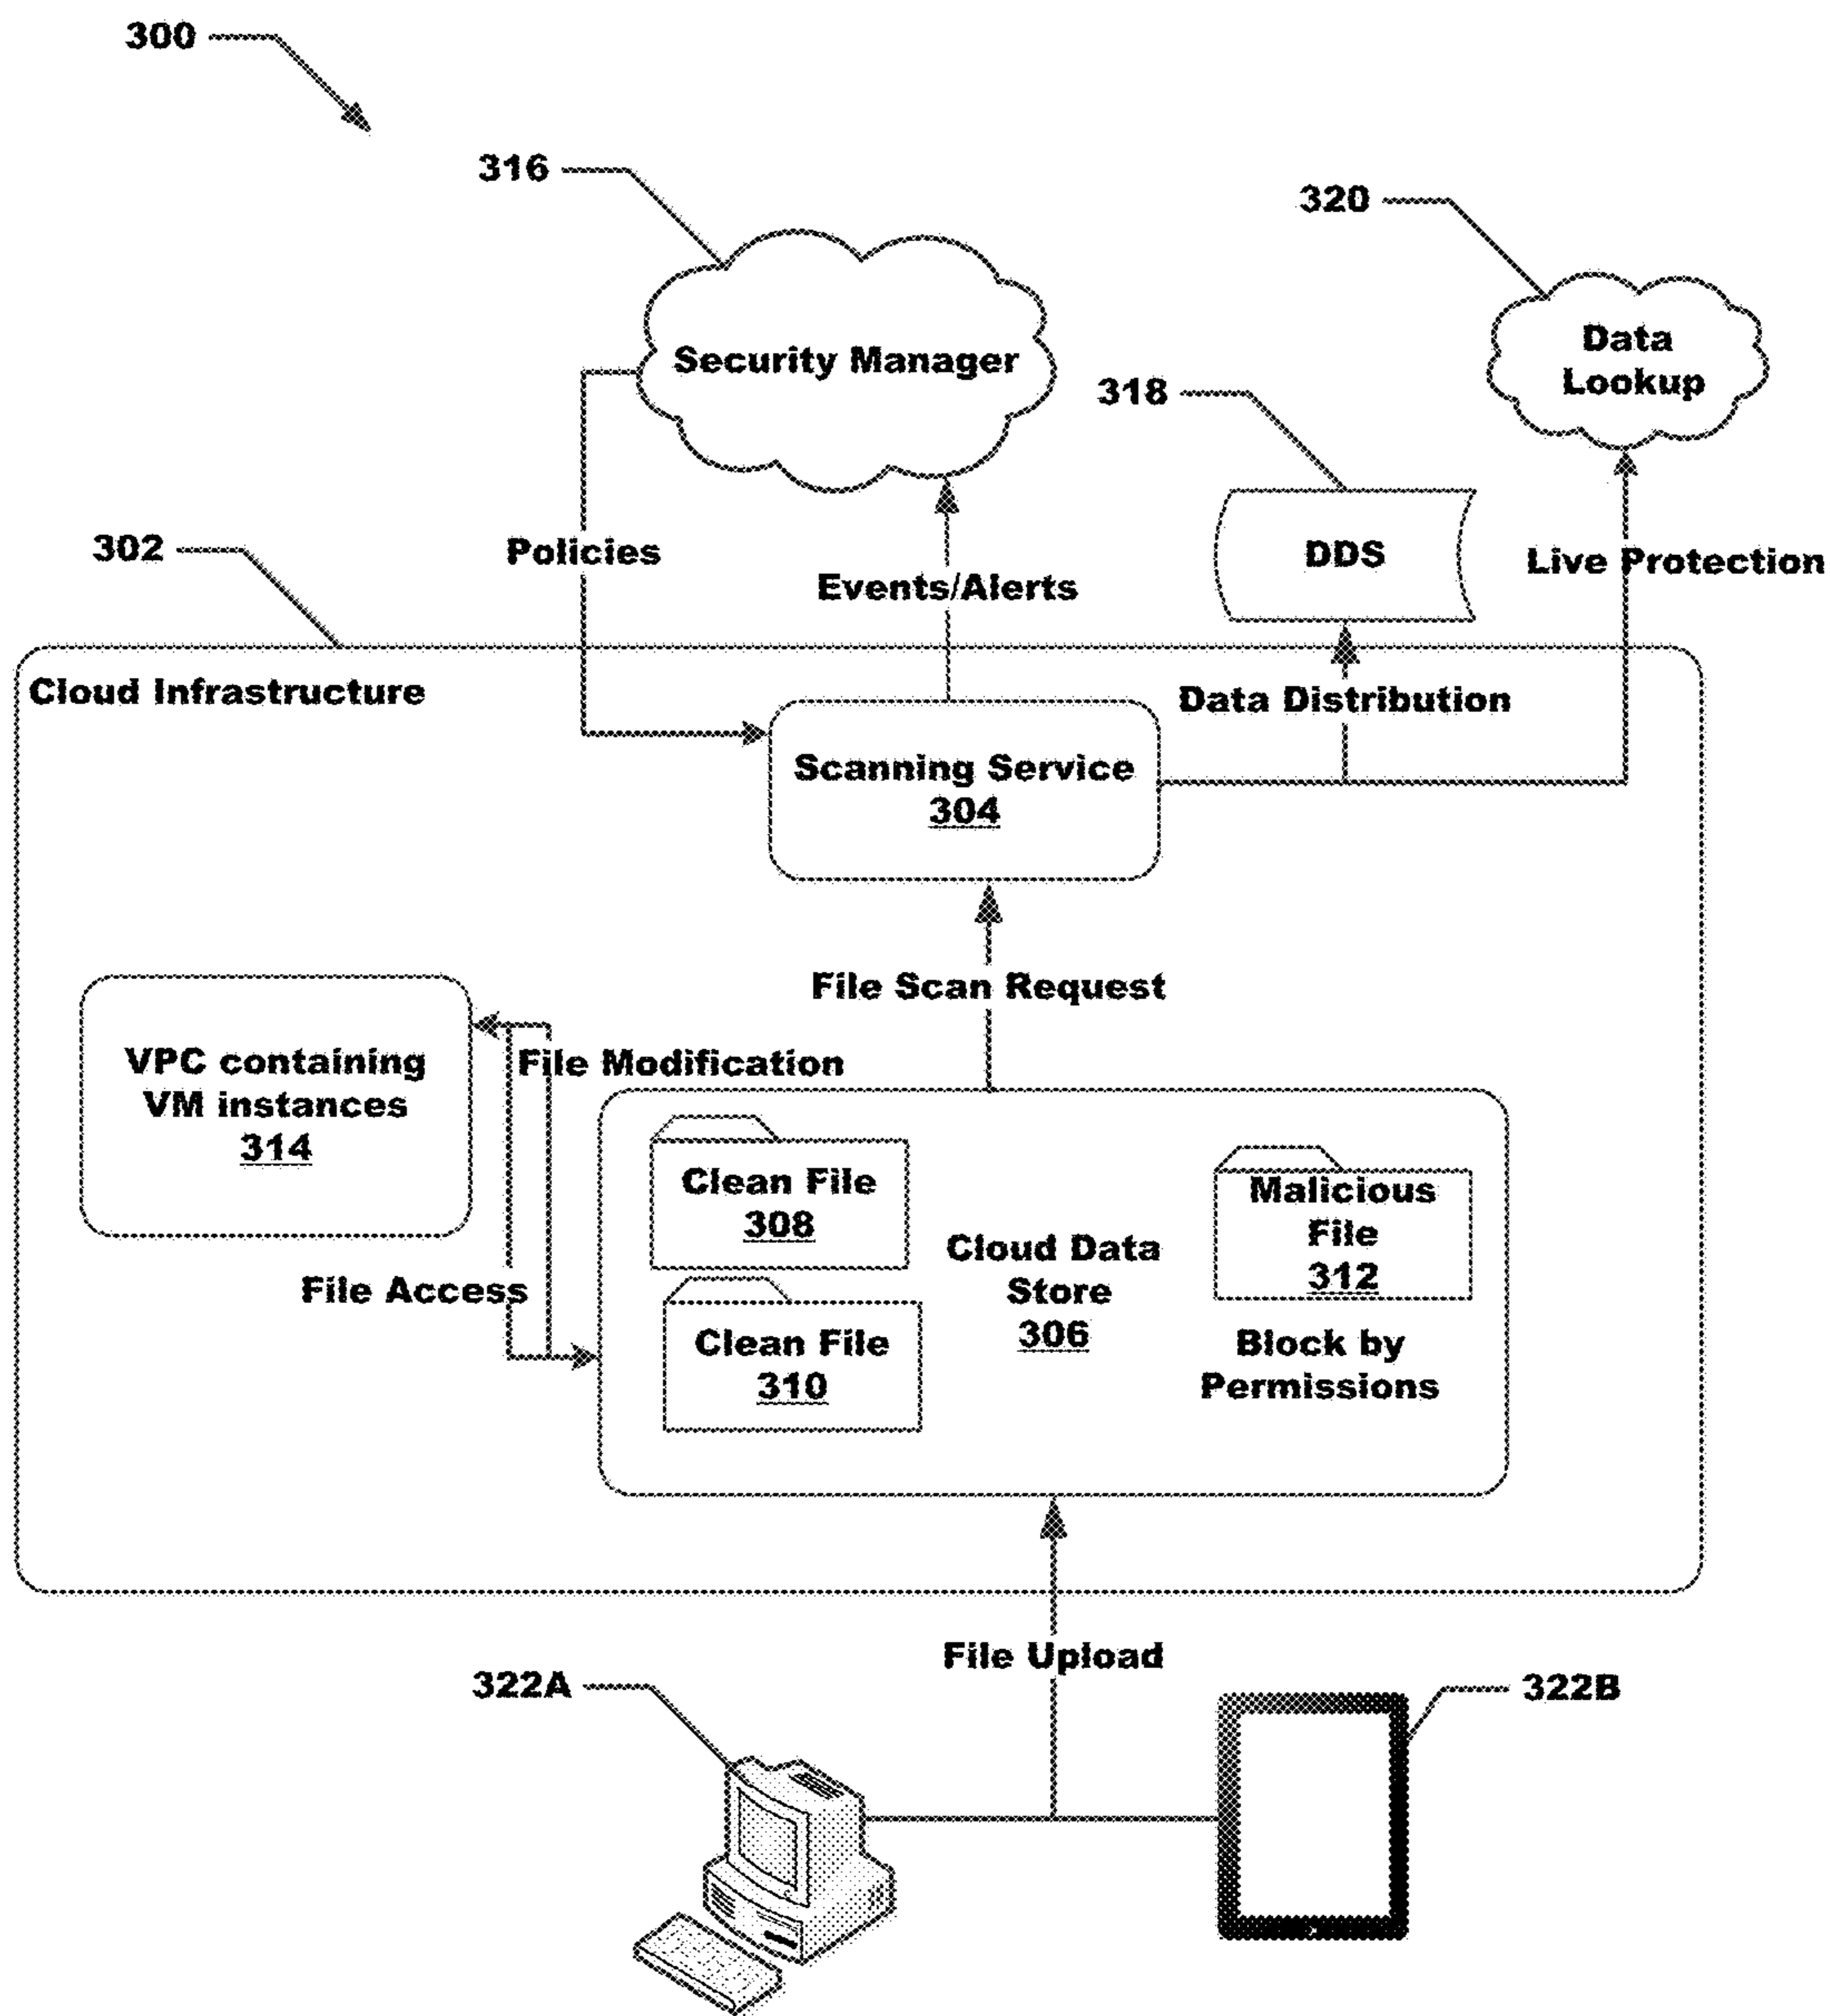 300
316
320
Security Manager
Data
Lookup
318
302
Policies
DDS
Live Protection
Events/Alerts
Cloud Infrastructure
Data Distribution
Scanning Service
304
File Scan Request
VPC containing
VM instances
314
File Modification
Clean File
308
Malicious
File
312
Cloud Data
Store
306
File Access
Clean File
310
Block by
Permissions
File Upload
322A
322B